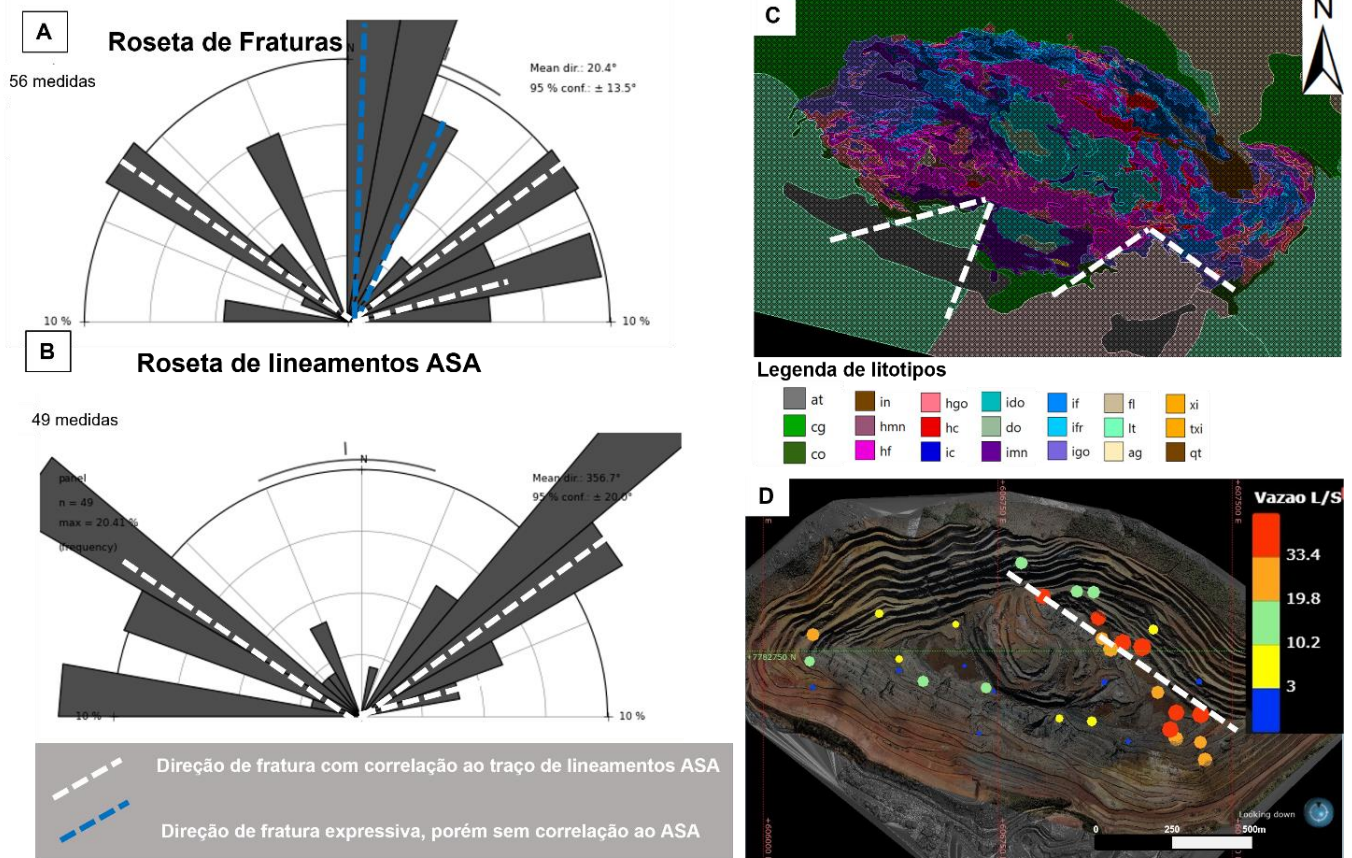 A
Roseta de Fraturas
56 medidas
N
Mean dir.: 20.4°
95 % conf.: ± 13.5°
10 %
10 %
B
Roseta de lineamentos ASA
49 medidas
N
panel
n = 49
max = 20.41 %
(frequency)
Mean dir.: 356.7°
95 % conf.: ± 20.0°
10 %
10 %
Direção de fratura com correlação ao traço de lineamentos ASA
Direção de fratura expressiva, porém sem correlação ao ASA
C
N
Legenda de litotipos
at in hgo ido if fl xi
cg hmn hc do ifr lt txi
co hf ic imn igo ag qt
D
Vazao L/S
33.4
19.8
10.2
3
+606750 E
+607500 E
+7782750 N
+606000 E
+606750 E
+607500 E
Looking down
0 250 500m